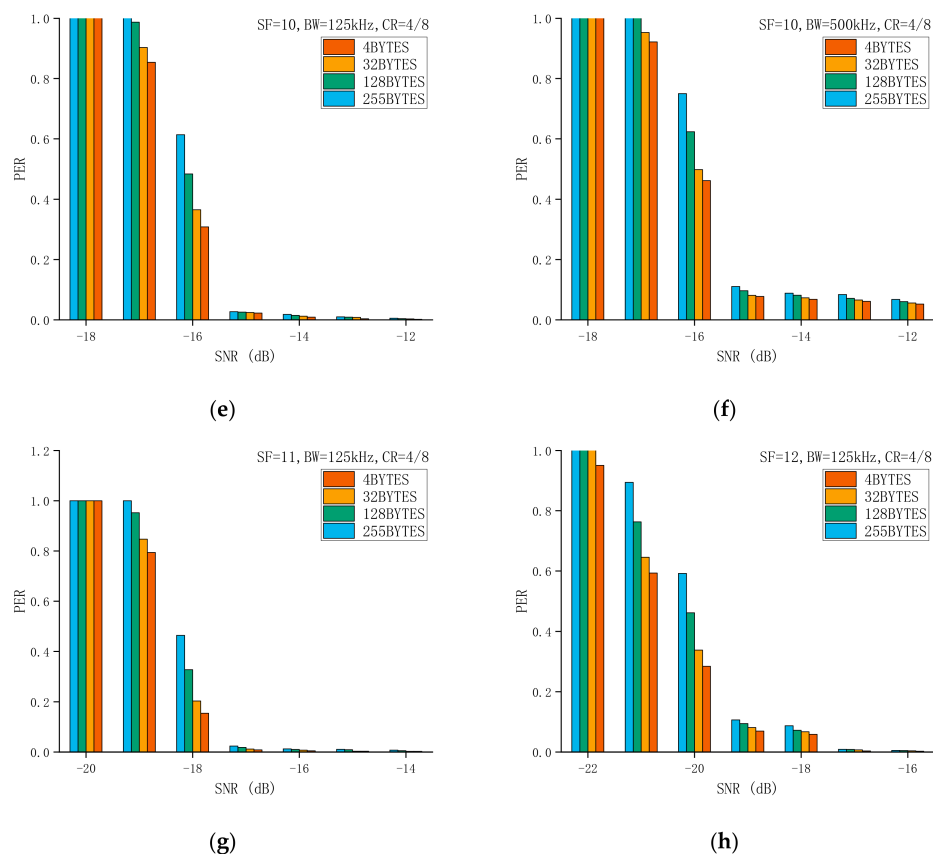 SF=10,BW=125kHz,CR=4/8
4BYTES
32BYTES
128BYTES
255BYTES
PER
1.0
0.8
0.6
0.4
0.2
0.0
-18 -16 -14 -12
SNR (dB)
(e)
SF=10,BW=500kHz,CR=4/8
4BYTES
32BYTES
128BYTES
255BYTES
PER
1.0
0.8
0.6
0.4
0.2
0.0
-18 -16 -14 -12
SNR (dB)
(f)
SF=11,BW=125kHz,CR=4/8
4BYTES
32BYTES
128BYTES
255BYTES
PER
1.2
1.0
0.8
0.6
0.4
0.2
0.0
-20 -18 -16 -14
SNR (dB)
(g)
SF=12,BW=125kHz,CR=4/8
4BYTES
32BYTES
128BYTES
255BYTES
PER
1.0
0.8
0.6
0.4
0.2
0.0
-22 -20 -18 -16
SNR (dB)
(h)